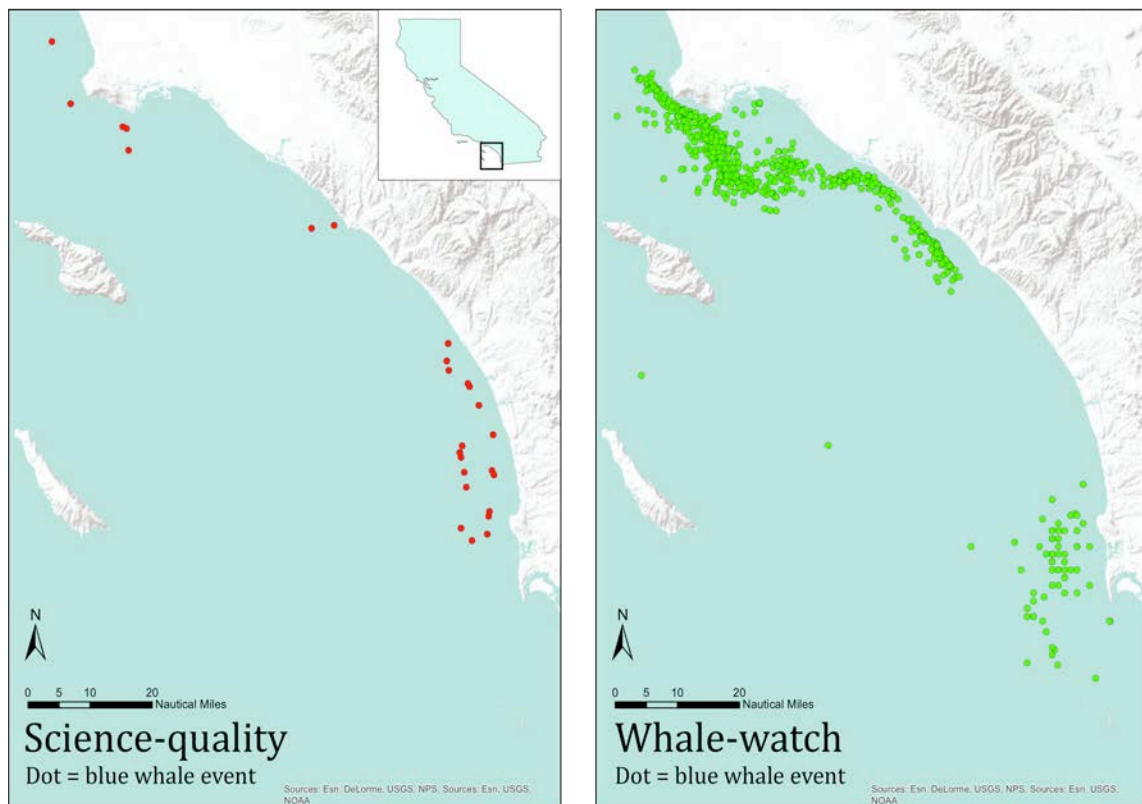 N
0 5 10 20
Nautical Miles
Science-quality
Dot = blue whale event
Sources: Esri, DeLorme, USGS, NPS, Sources: Esri, USGS,
NOAA
N
0 5 10 20
Nautical Miles
Whale-watch
Dot = blue whale event
Sources: Esri, DeLorme, USGS, NPS, Sources: Esri, USGS,
NOAA